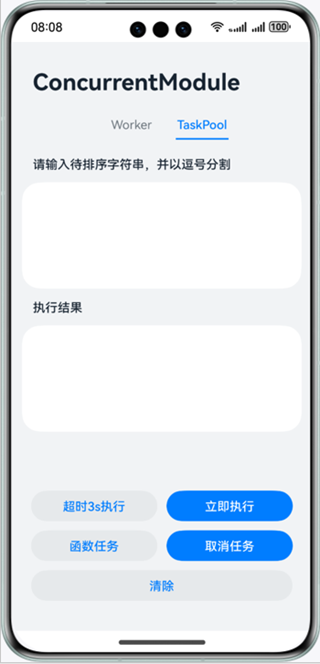 08:08
100
ConcurrentModule
Worker
TaskPool
请输入待排序字符串，并以逗号分割
执行结果
超时3s执行
立即执行
函数任务
取消任务
清除